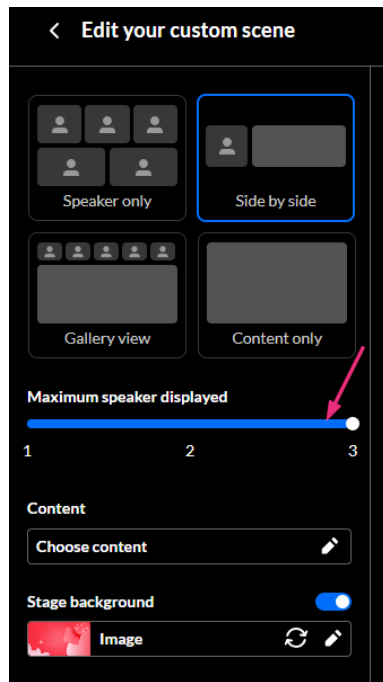 Edit your custom scene
Speaker only
Side by side
Gallery view
Content only
Maximum speaker displayed
1 2 3
Content
Choose content
Stage background
Image